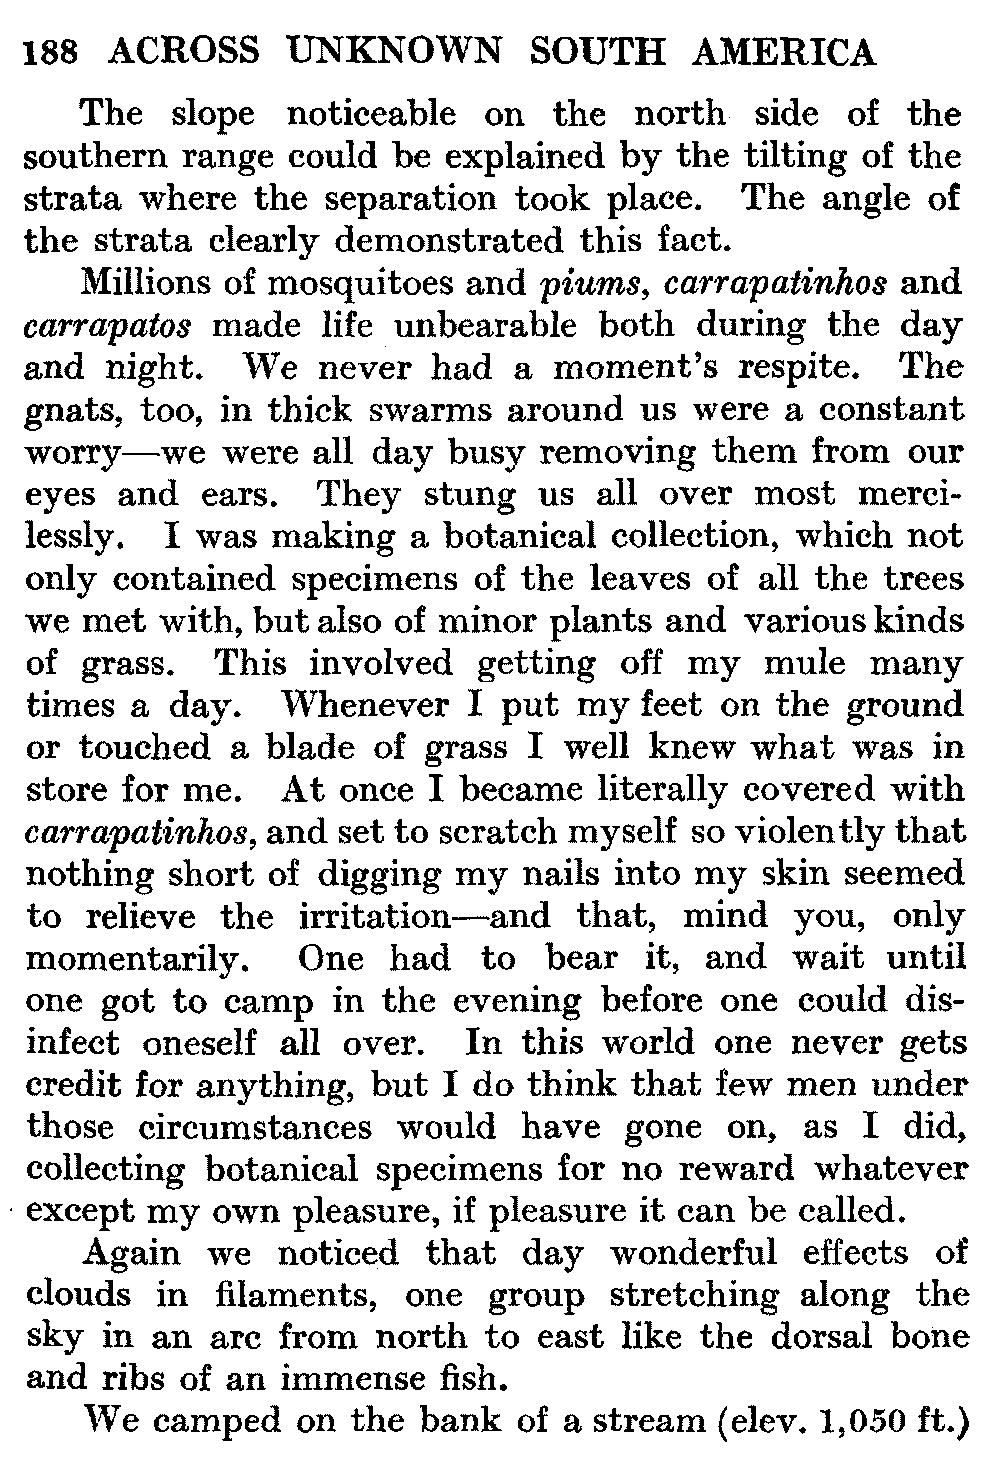 188 ACROSS UNKNOWN SOUTH AMERICA
The slope noticeable on the north side of the
southern range could be explained by the tilting of the
strata where the separation took place. The angle of
the strata clearly demonstrated this fact.
Millions of mosquitoes and piums, carrapatinhos and
carrapatos made life unbearable both during the day
and night. We never had a moment's respite. The
gnats, too, in thick swarms around us were a constant
worry—we were all day busy removing them from our
eyes and ears. They stung us all over most merci-
lessly. I was making a botanical collection, which not
only contained specimens of the leaves of all the trees
we met with, but also of minor plants and various kinds
of grass. This involved getting off my mule many
times a day. Whenever I put my feet on the ground
or touched a blade of grass I well knew what was in
store for me. At once I became literally covered with
carrapatinhos, and set to scratch myself so violently that
nothing short of digging my nails into my skin seemed
to relieve the irritation—and that, mind you, only
momentarily. One had to bear it, and wait until
one got to camp in the evening before one could dis-
infect oneself all over. In this world one never gets
credit for anything, but I do think that few men under
those circumstances would have gone on, as I did,
collecting botanical specimens for no reward whatever
except my own pleasure, if pleasure it can be called.
Again we noticed that day wonderful effects of
clouds in filaments, one group stretching along the
sky in an arc from north to east like the dorsal bone
and ribs of an immense fish.
We camped on the bank of a stream (elev. 1,050 ft.)